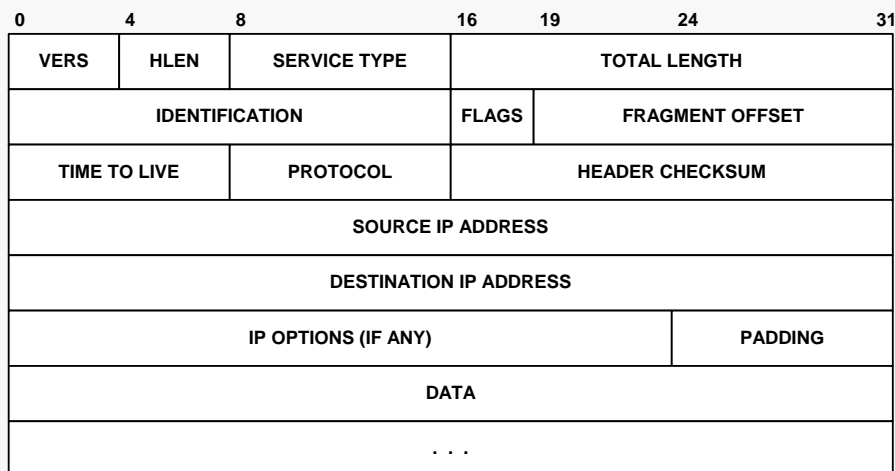 0 4 8 16 19 24 31
VERS HLEN SERVICE TYPE TOTAL LENGTH
IDENTIFICATION FLAGS FRAGMENT OFFSET
TIME TO LIVE PROTOCOL HEADER CHECKSUM
SOURCE IP ADDRESS
DESTINATION IP ADDRESS
IP OPTIONS (IF ANY) PADDING
DATA
. . .